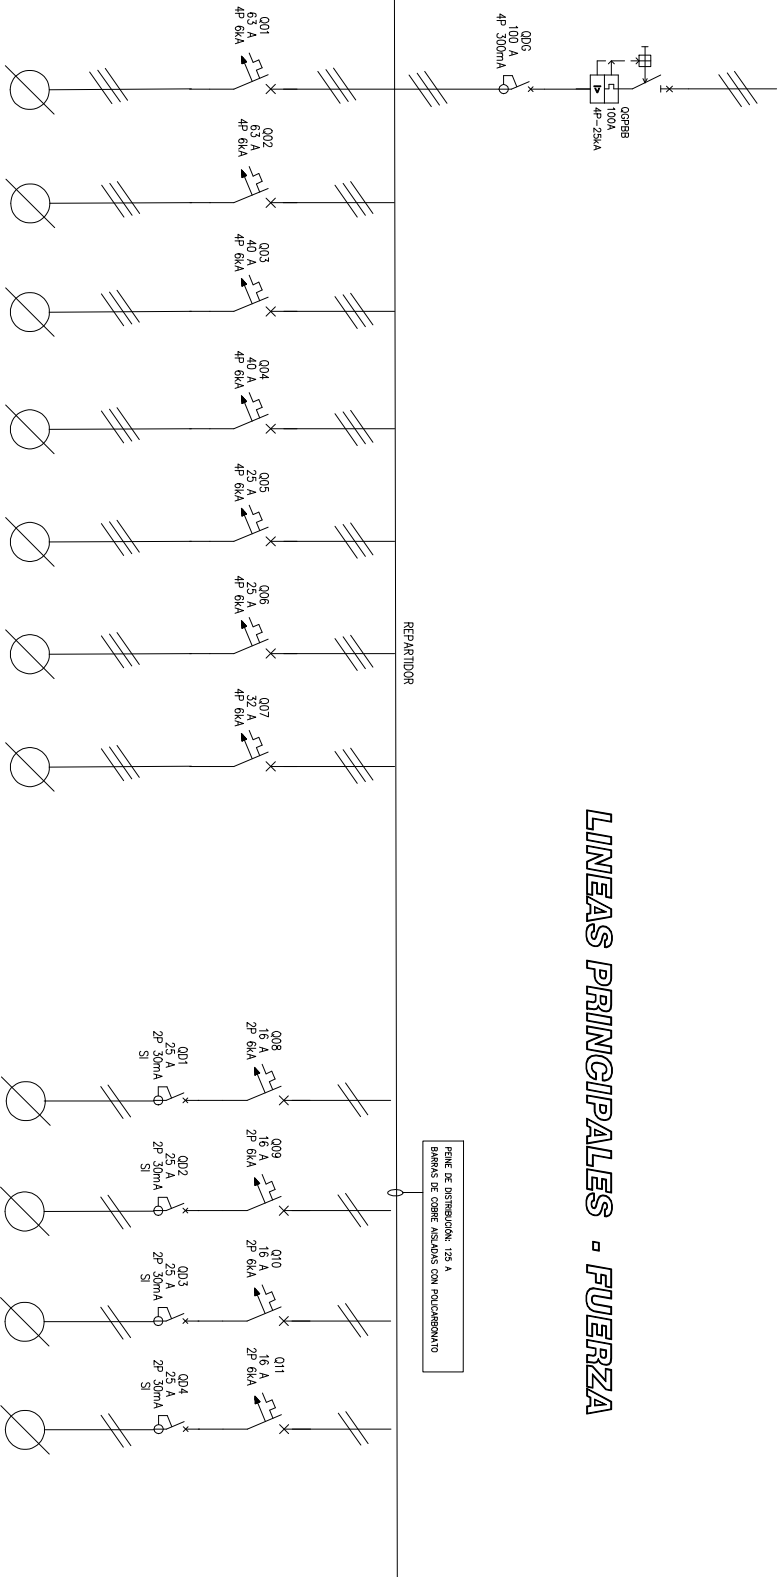 LINEAS PRINCIPALES - FUERZA
QGPBB
100A
4P-25kA
QDG
100 A
4P 300mA
REPARTIDOR
PEINE DE DISTRIBUCIÓN: 125 A
BARRAS DE COBRE AISLADAS CON POLICARBONATO
Q01
63 A
4P 6kA
Q02
63 A
4P 6kA
Q03
40 A
4P 6kA
Q04
40 A
4P 6kA
Q05
25 A
4P 6kA
Q06
25 A
4P 6kA
Q07
32 A
4P 6kA
Q08
16 A
2P 6kA
Q09
16 A
2P 6kA
Q10
16 A
2P 6kA
Q11
16 A
2P 6kA
QD1
25 A
2P 30mA
SI
QD2
25 A
2P 30mA
SI
QD3
25 A
2P 30mA
SI
QD4
25 A
2P 30mA
SI